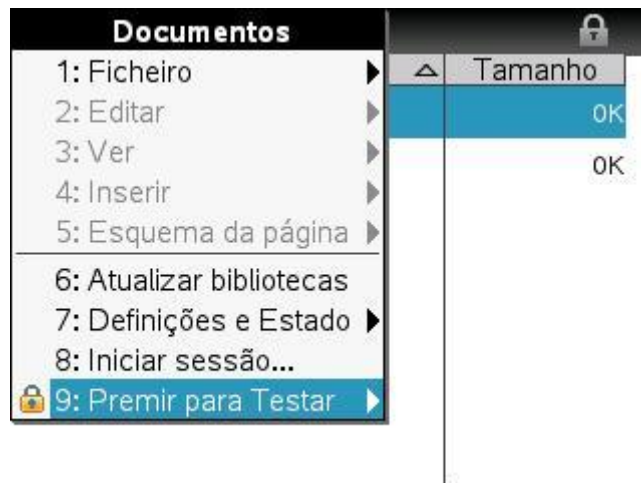 Documentos
1: Ficheiro
2: Editar
3: Ver
4: Inserir
5: Esquema da página
6: Atualizar bibliotecas
7: Definições e Estado
8: Iniciar sessão...
9: Premir para Testar
Tamanho
0K
0K